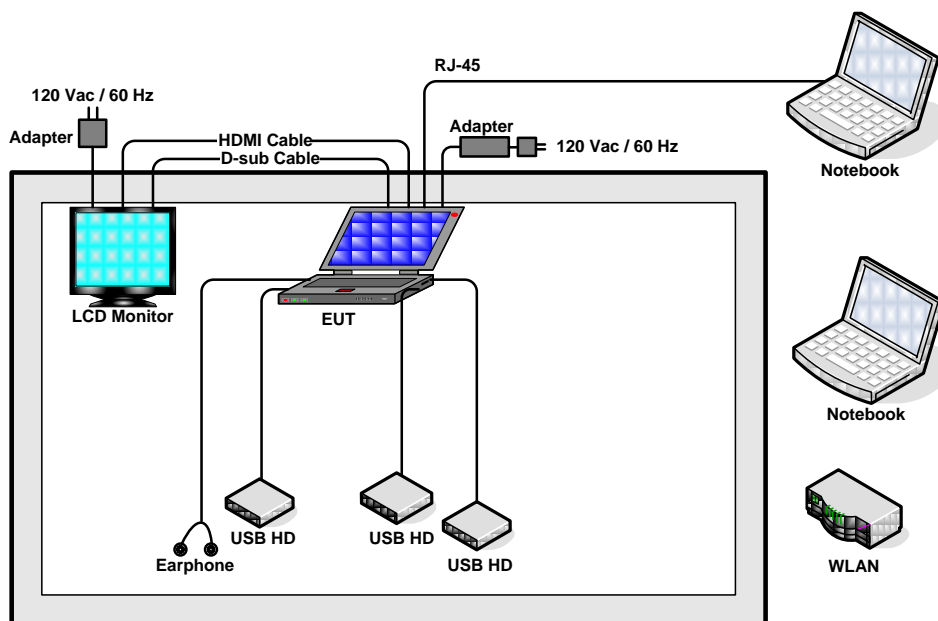 RJ-45
120 Vac / 60 Hz
Adapter
HDMI Cable
D-sub Cable
Adapter
120 Vac / 60 Hz
Notebook
LCD Monitor
EUT
Notebook
USB HD
USB HD
USB HD
Earphone
WLAN